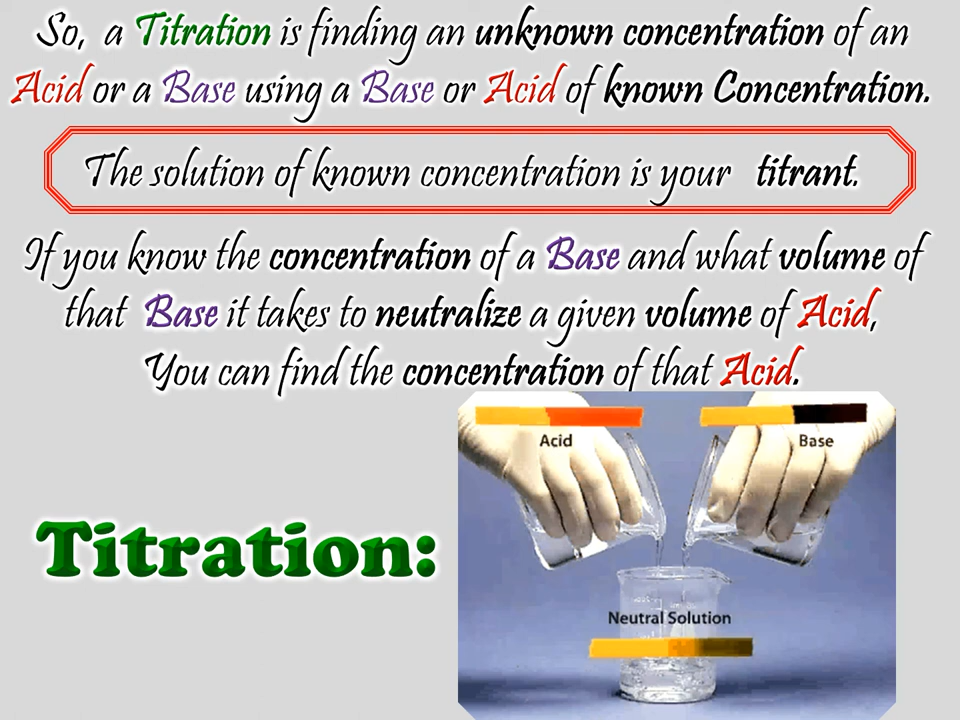 So, a Titration is finding an unknown concentration of an
Acid or a Base using a Base or Acid of known Concentration.
The solution of known concentration is your titrant.
If you know the concentration of a Base and what volume of
that Base it takes to neutralize a given volume of Acid,
You can find the concentration of that Acid.
Acid
Base
Neutral Solution
Titration: